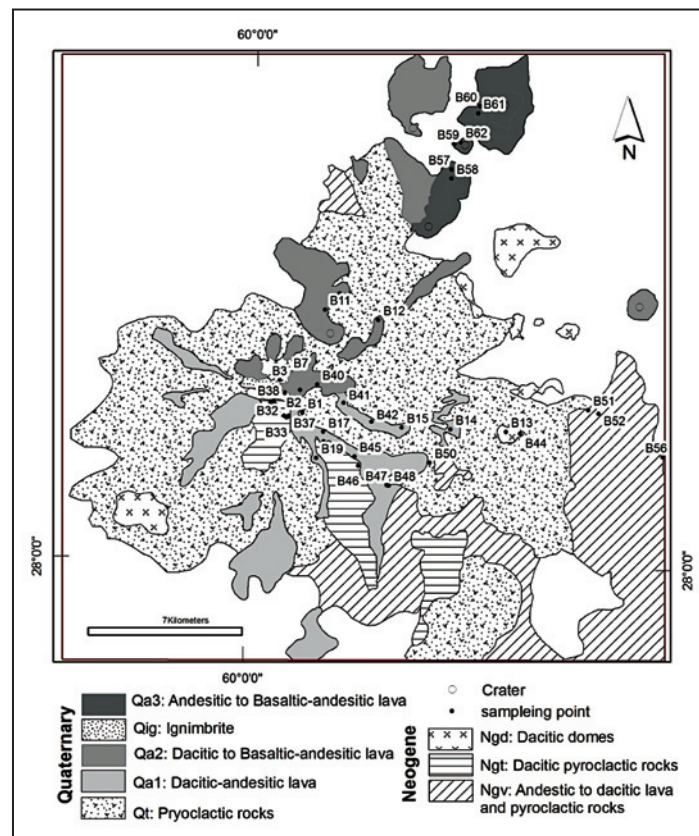 60°0'0"
B60
B61
B59
B62
B57
B58
N
B11
B12
B7
B3
B40
B38
B41
B51
B2
B1
B32
B42
B15
B14
B13
B52
B37
B17
B33
B44
B45
B50
B56
B19
B47
B48
B46
28°0'0"
28°0'0"
7Kilometers
60°0'0"
Quaternary
Qa3: Andesitic to Basaltic-andesitic lava
Qig: Ignimbrite
Qa2: Dacitic to Basaltic-andesitic lava
Qa1: Dacitic-andesitic lava
Qt: Pryoclactic rocks
Crater
sampleing point
Neogene
Ngd: Dacitic domes
Ngt: Dacitic pyroclactic rocks
Ngv: Andestic to dacitic lava
and pyroclactic rocks